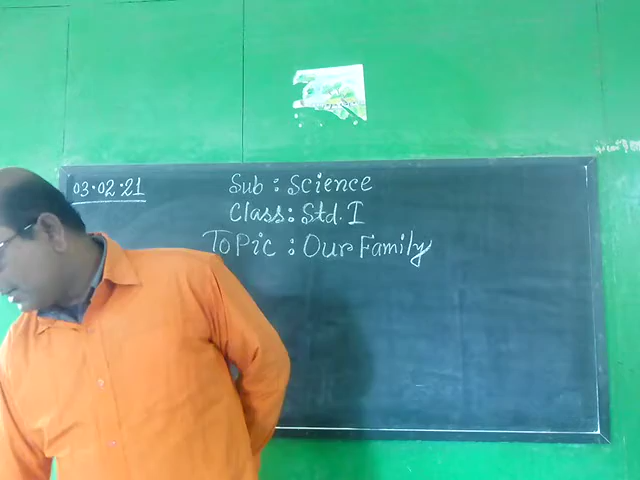 03.02.21
Sub : Science
Class: Std. I
Topic : Our Family